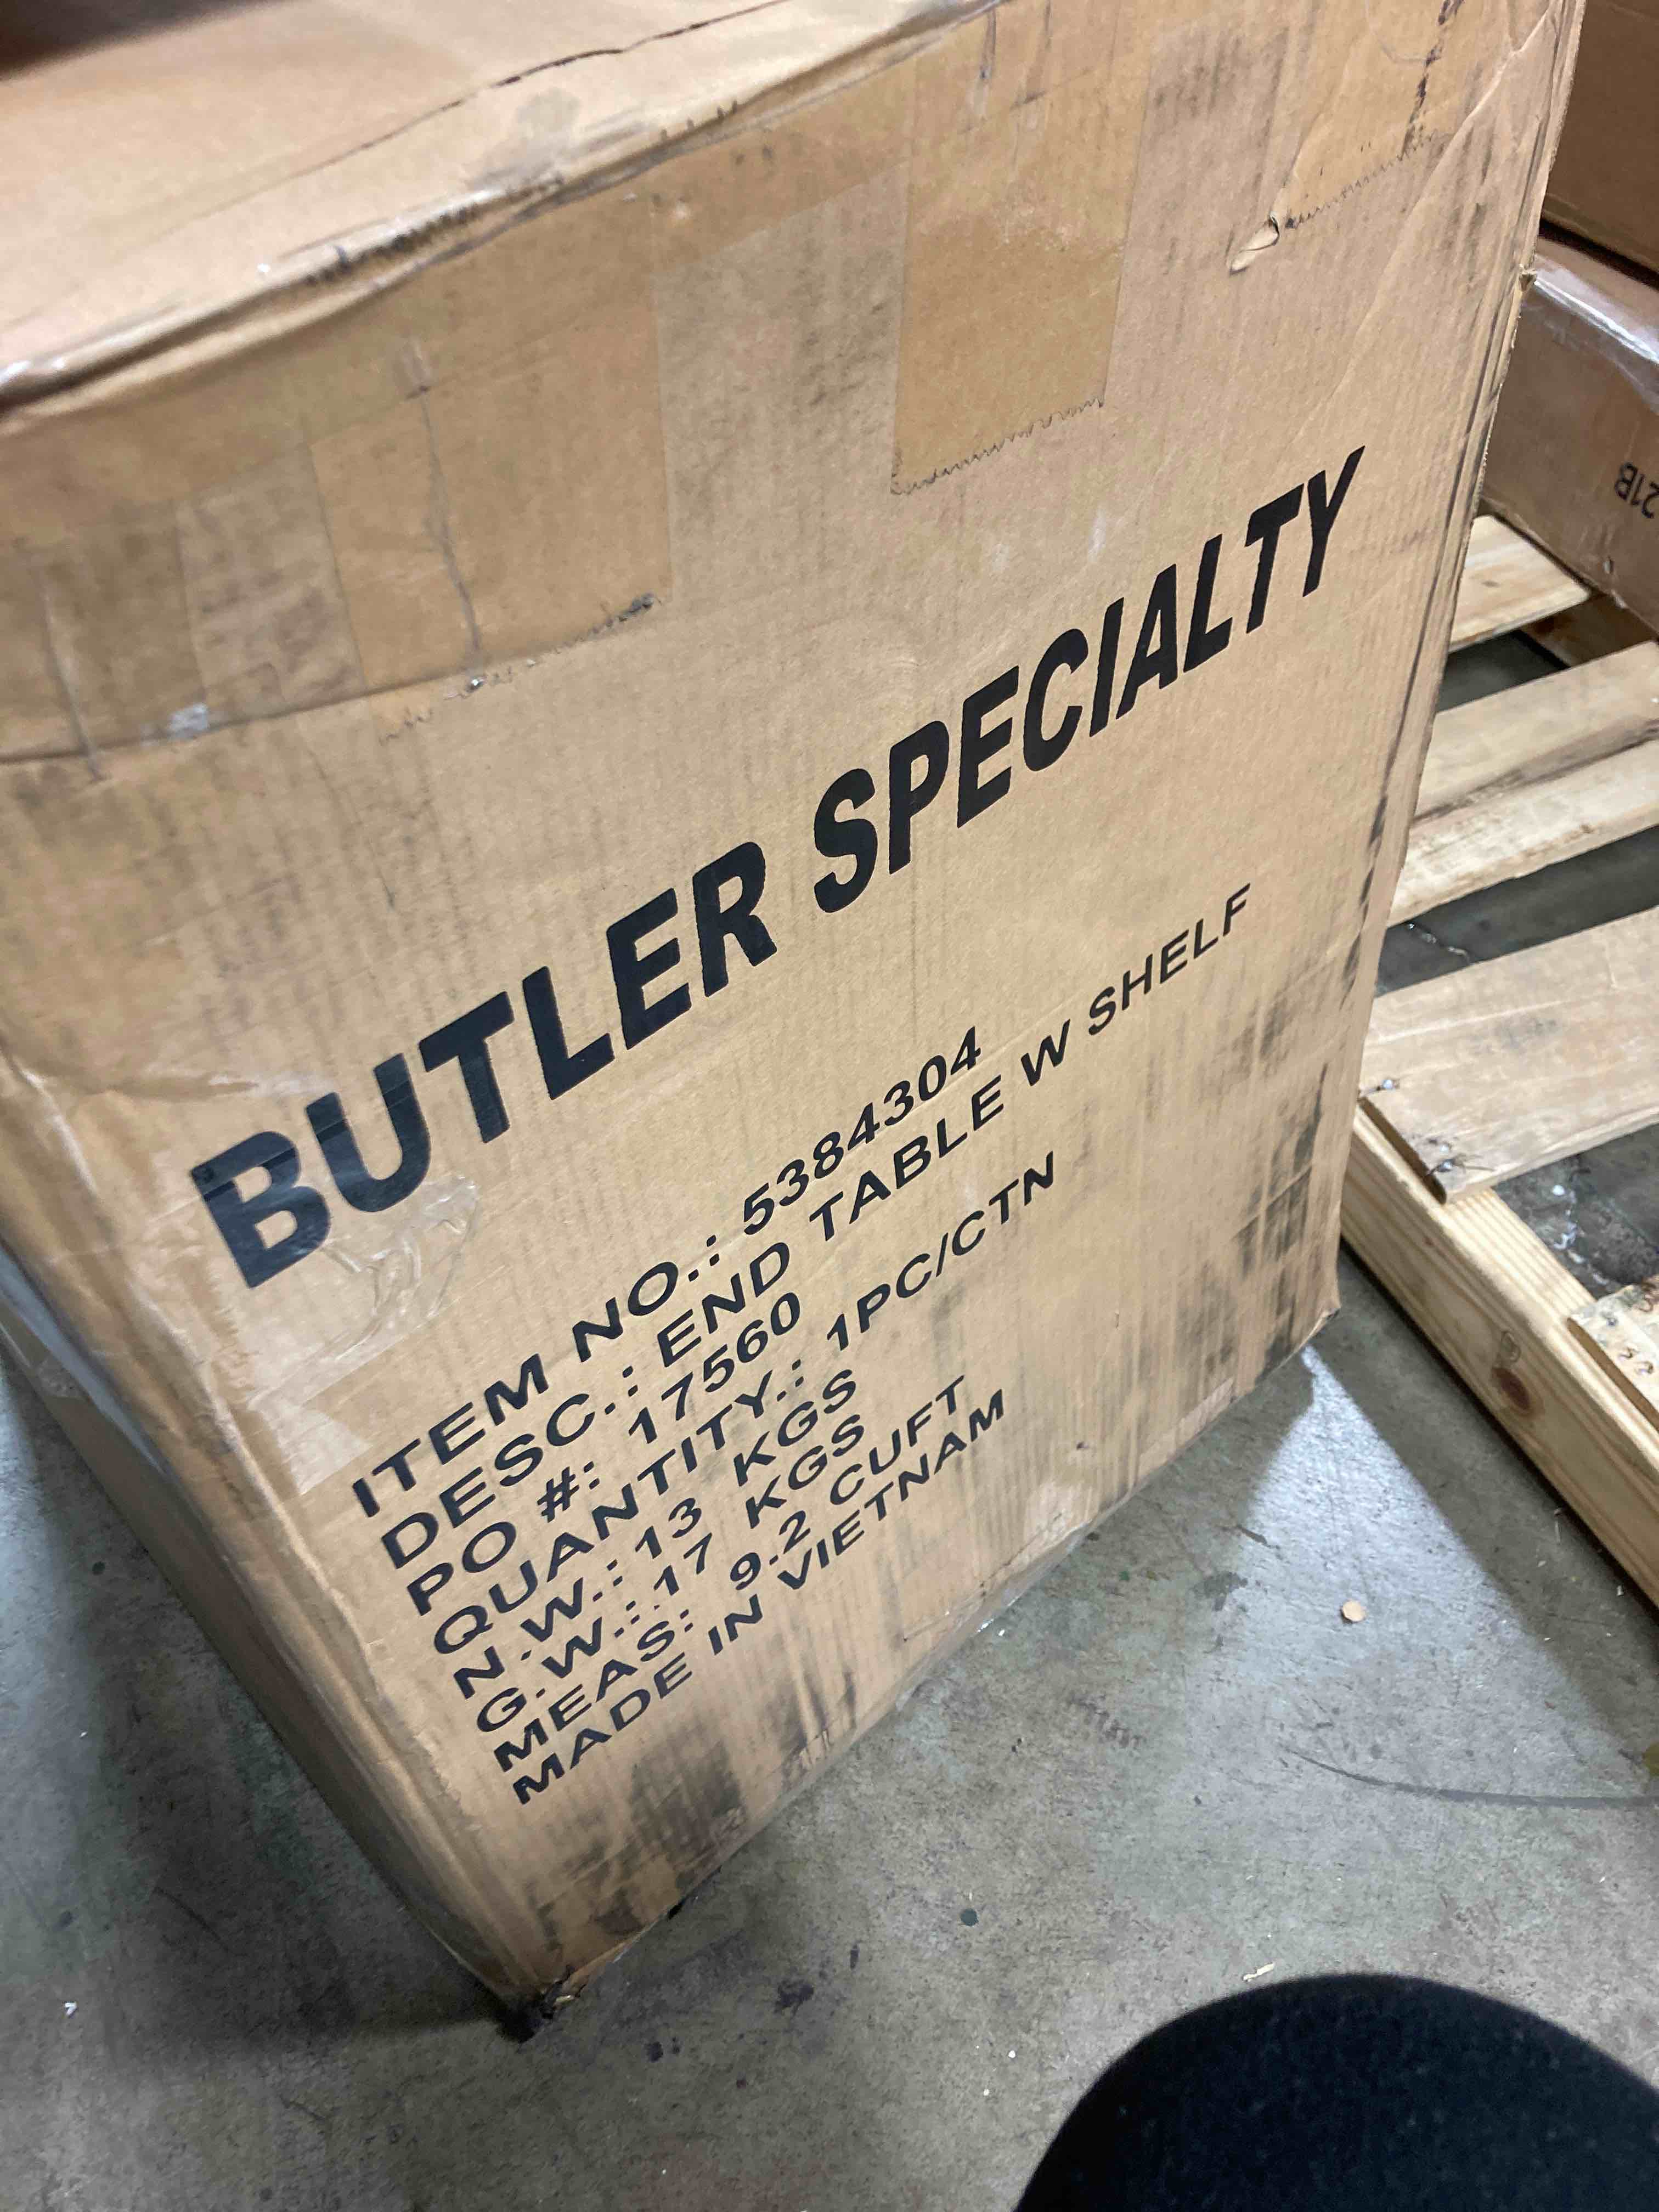 BUTLER SPECIALTY
ITEM NO.: 5384304
DESC.: END TABLE W SHELF
PO #: 17560
QUANTITY.: 1PC/CTN
N.W.: 13 KGS
G.W.: 17 KGS
MEAS: 9.2 CUFT
MADE IN VIETNAM
21B